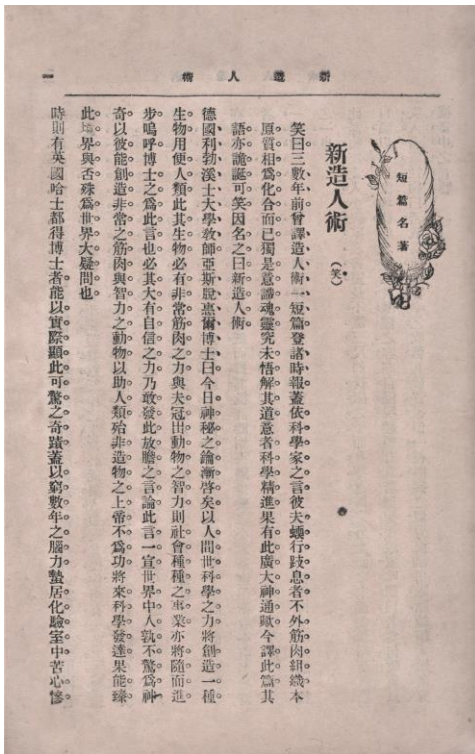 新造人術
一
短篇名著
新造人術（笑）
笑曰三數年前曾譯造人術一短篇登諸時報。蓋依科學家之言彼夫蝡行跂息者不外筋肉組織本
原質相爲化合而已。獨是意識魂靈究未悟解其道意者科學精進果有此廣大神通歟今譯此篇其
語亦詭誕可笑因名之曰新造人術。
德國利勃溪士大學教師亞斯脫惠爾博士曰今日神秘之鑰漸啓矣以人間世科學之力將創造一種
生物用便人類此其生物必有非常筋肉之力與夫冠出動物之智力則社會種種之事業亦將隨而進
步嗚呼博士之爲此言也必其大有自信之力乃敢發此放膽之言論此言一宣世界中人孰不驚爲神
奇以彼能創造非常之筋肉與智力之動物以助人類殆非造物之上帝不爲功將來科學發達果能臻
此境界與否殊爲世界大疑問也
時則有英國哈士都得博士者能以實際顯此可驚之奇蹟蓋以窮數年之腦力蟄居化驗室中苦心慘